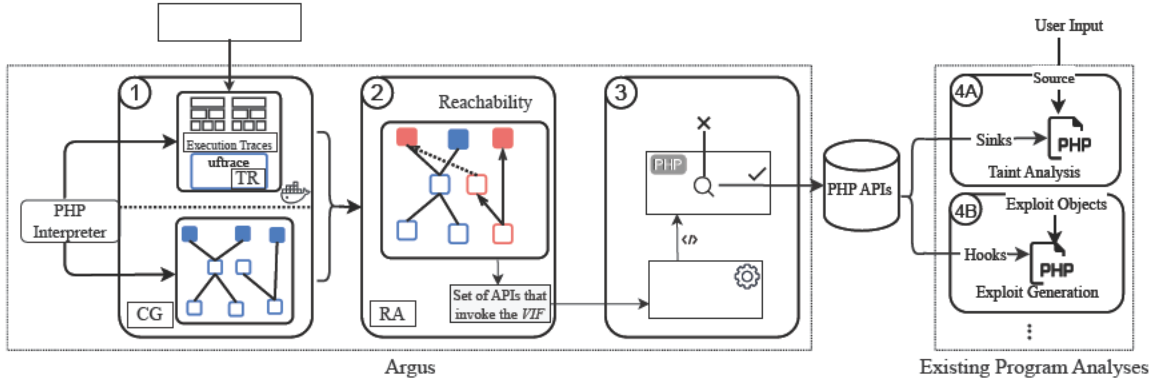 User Input
1
Execution Traces
uftrace
TR
PHP
Interpreter
CG
2
Reachability
RA
Set of APIs that
invoke the VIF
3
PHP
</>
PHP APIs
4A
Source
Sinks
PHP
Taint Analysis
4B
Exploit Objects
Hooks
PHP
Exploit Generation
Argus
Existing Program Analyses